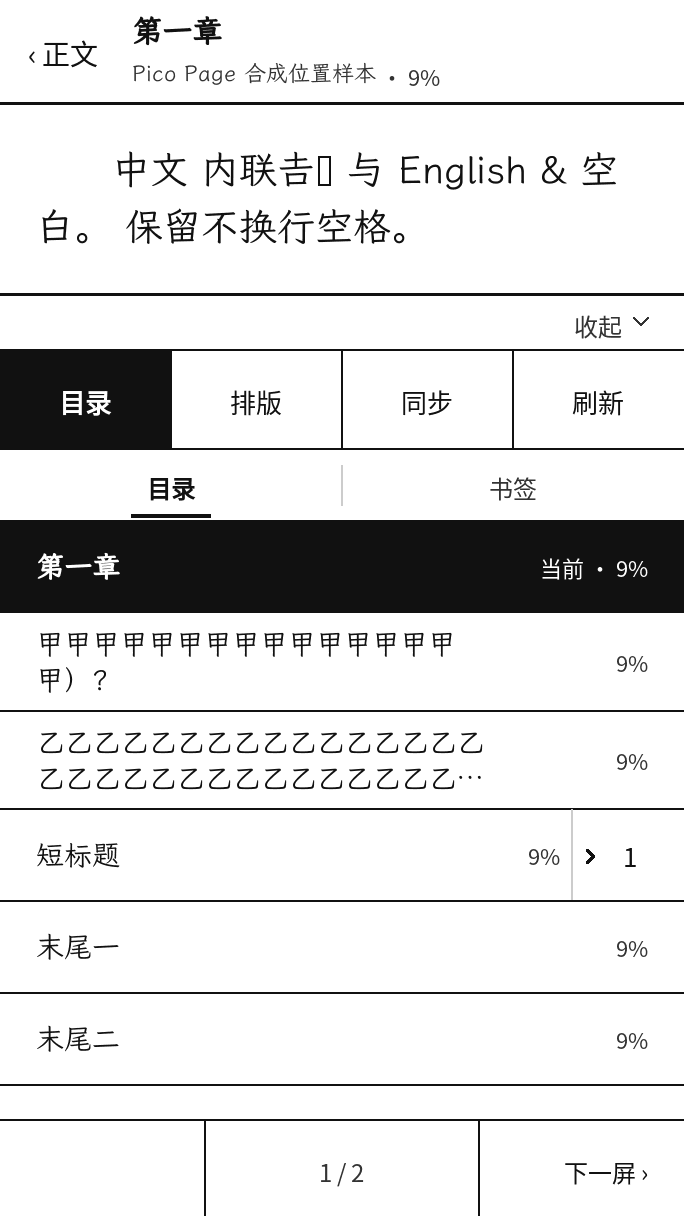 ‹ 正文
第一章
Pico Page 合成位置样本 · 9%
中文 内联吉 与 English & 空
白。 保留不换行空格。
收起
目录 排版 同步 刷新
目录 书签
第一章 当前 · 9%
甲甲甲甲甲甲甲甲甲甲甲甲甲甲甲
甲）？ 9%
乙乙乙乙乙乙乙乙乙乙乙乙乙乙乙乙
乙乙乙乙乙乙乙乙乙乙乙乙乙乙乙… 9%
短标题 9% › 1
末尾一 9%
末尾二 9%
1 / 2 下一屏 ›